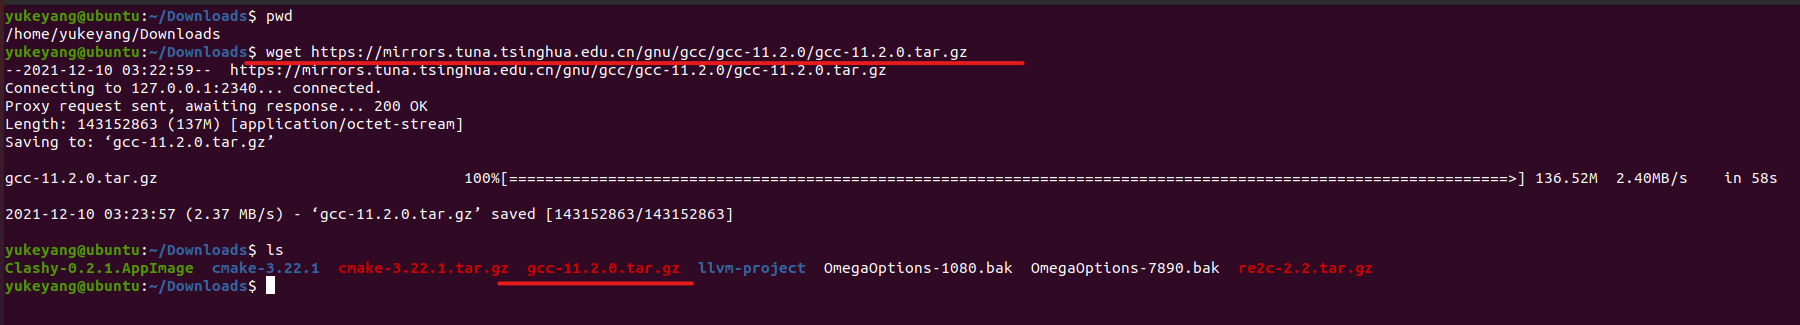 yukeyang@ubuntu:~/Downloads$ pwd
/home/yukeyang/Downloads
yukeyang@ubuntu:~/Downloads$ wget https://mirrors.tuna.tsinghua.edu.cn/gnu/gcc/gcc-11.2.0/gcc-11.2.0.tar.gz
--2021-12-10 03:22:59--  https://mirrors.tuna.tsinghua.edu.cn/gnu/gcc/gcc-11.2.0/gcc-11.2.0.tar.gz
Connecting to 127.0.0.1:2340... connected.
Proxy request sent, awaiting response... 200 OK
Length: 143152863 (137M) [application/octet-stream]
Saving to: ‘gcc-11.2.0.tar.gz’
gcc-11.2.0.tar.gz 100%[===============================================================================================================>] 136.52M  2.40MB/s    in 58s
2021-12-10 03:23:57 (2.37 MB/s) - ‘gcc-11.2.0.tar.gz’ saved [143152863/143152863]
yukeyang@ubuntu:~/Downloads$ ls
Clashy-0.2.1.AppImage  cmake-3.22.1  cmake-3.22.1.tar.gz  gcc-11.2.0.tar.gz  llvm-project  OmegaOptions-1080.bak  OmegaOptions-7890.bak  re2c-2.2.tar.gz
yukeyang@ubuntu:~/Downloads$